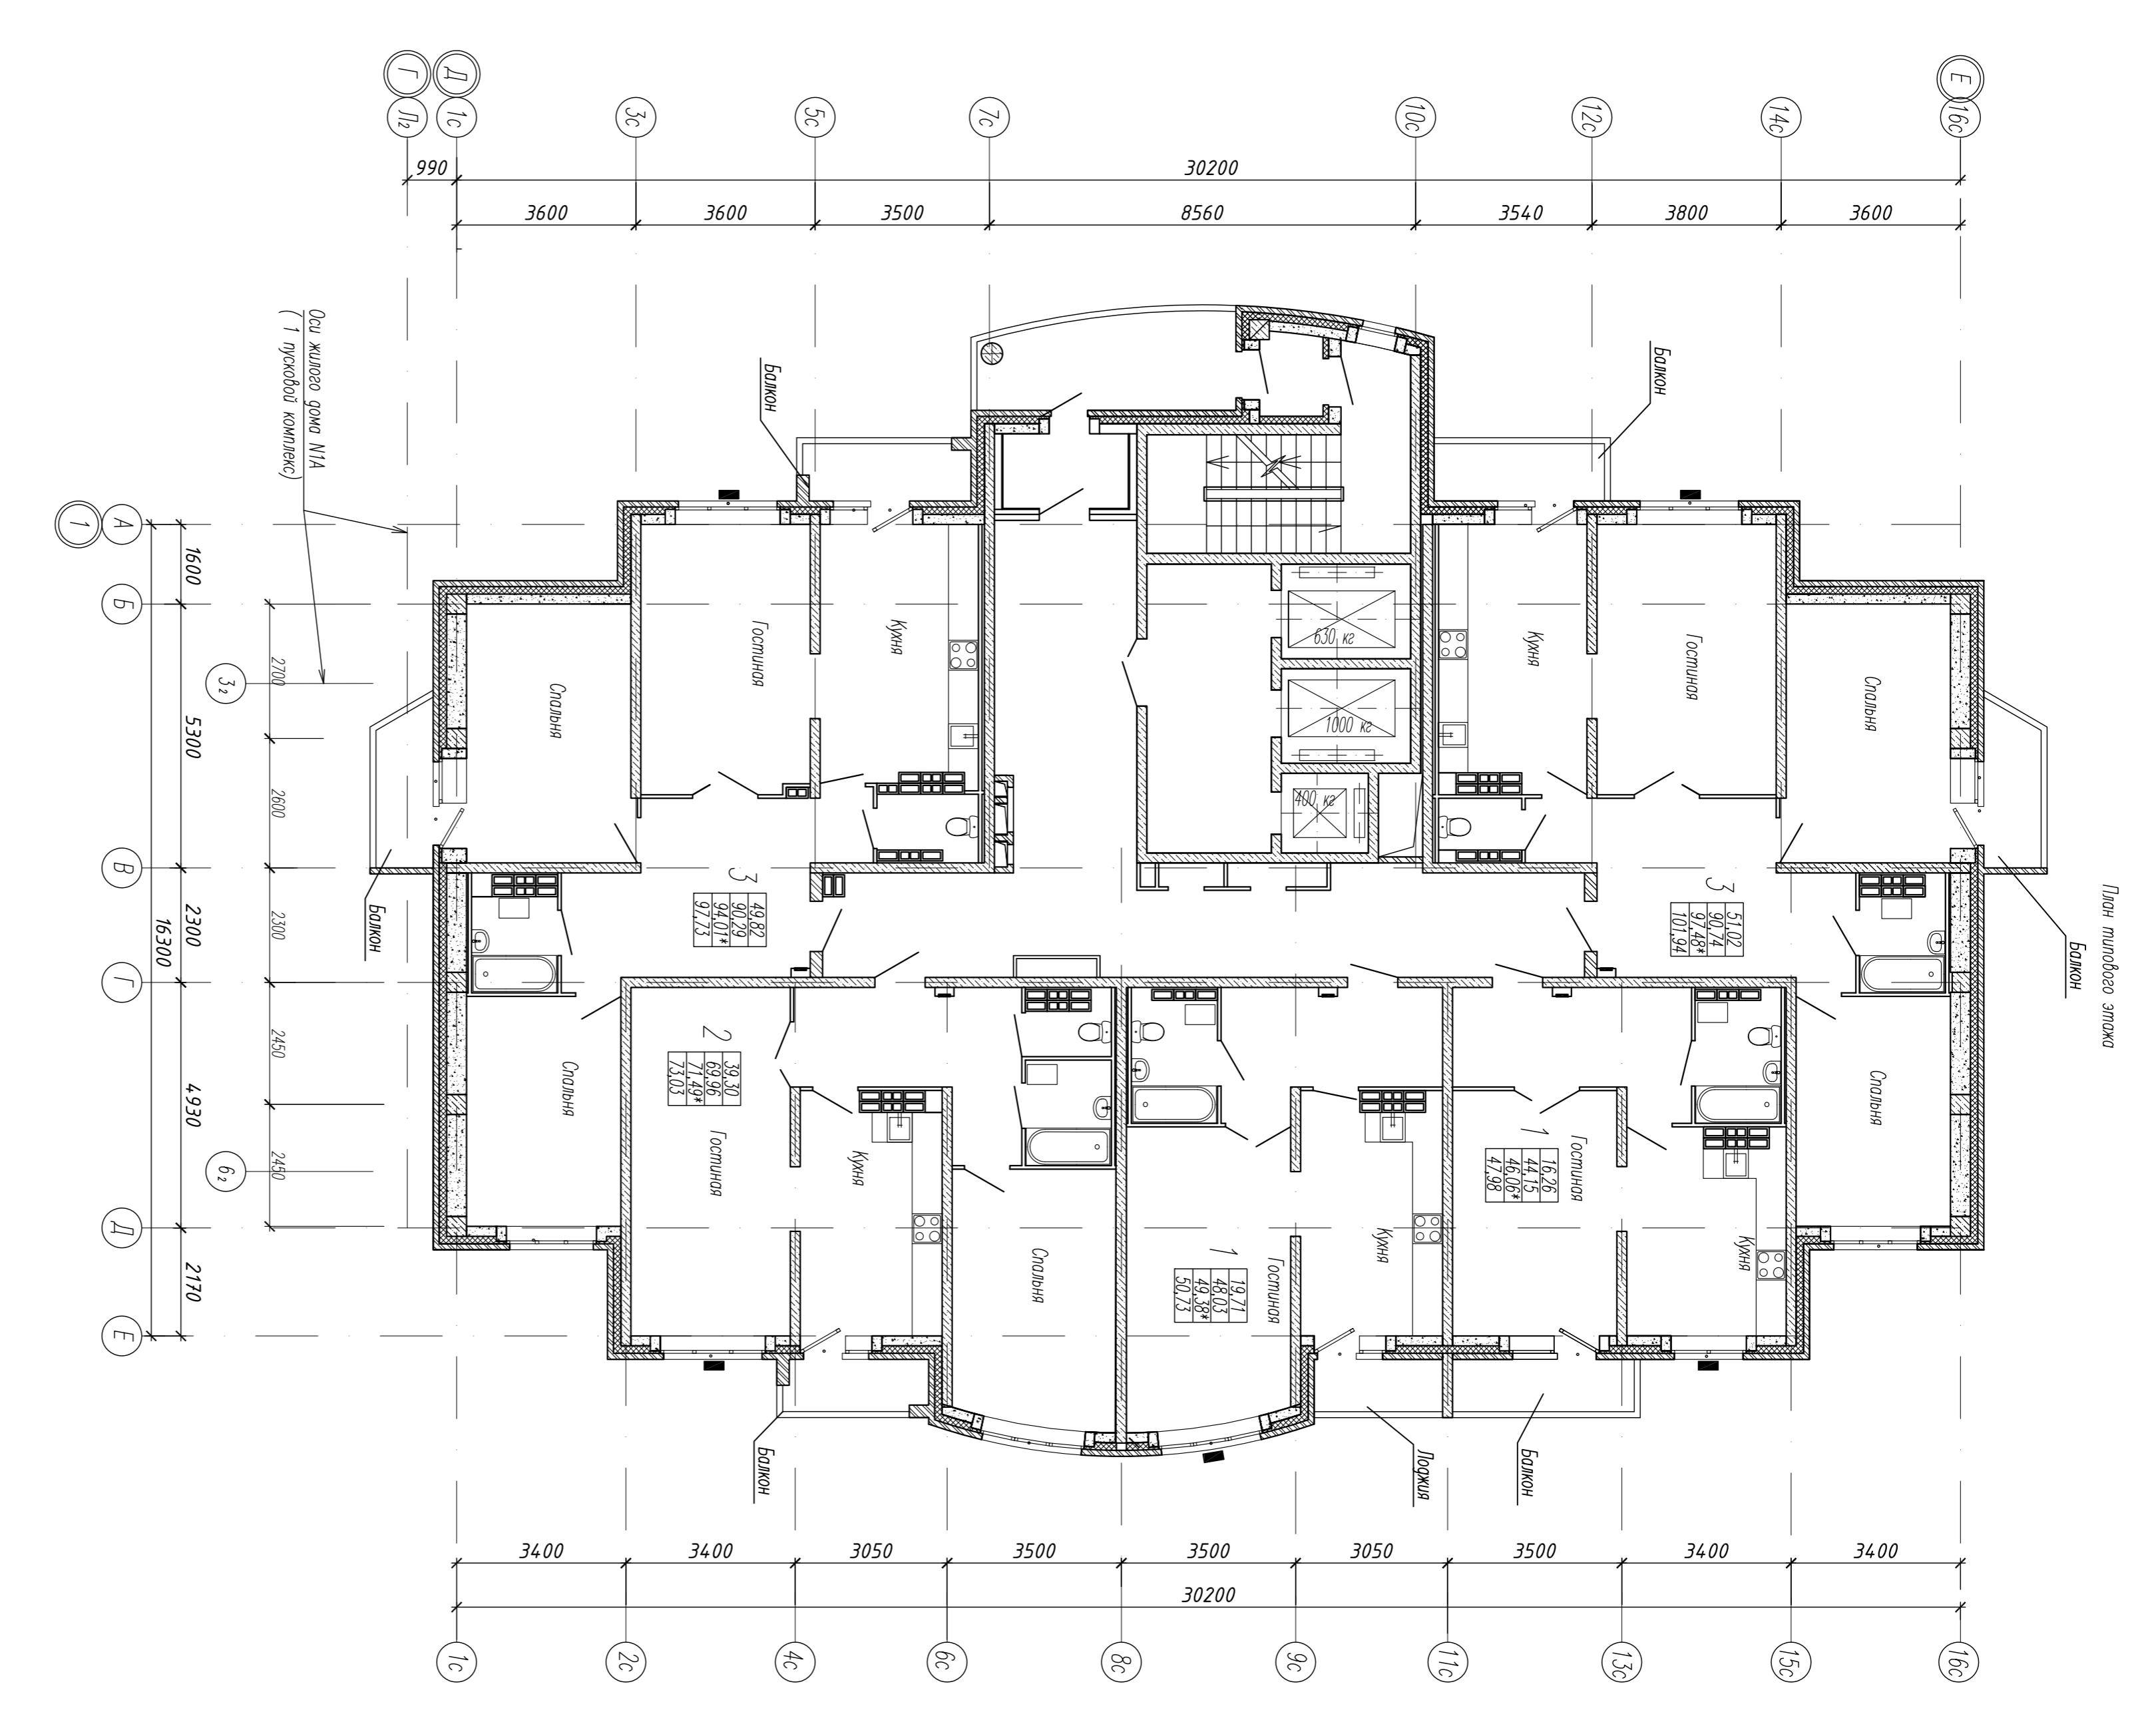 Г
Д
Е
П₂
1с
3с
5с
7с
10с
12с
14с
16с
990
30200
3600
3600
3500
8560
3540
3800
3600
План типового этажа
Оси жилого дома N1А
( 1 пусковой комплекс)
Балкон
Балкон
Балкон
Балкон
1
А
Б
В
Г
Д
Е
3₂
6₂
1600
5300
2300
4930
2170
16300
2700
2600
2300
2450
2450
Спальня
Гостиная
Кухня
630 кг
1000 кг
400 кг
Кухня
Гостиная
Спальня
3
49,82
90,29
94,01*
97,73
3
51,02
90,74
97,48*
101,94
Спальня
2
39,30
69,96
71,49*
73,03
Гостиная
Кухня
Спальня
1
19,71
48,03
49,38*
50,73
Гостиная
Кухня
1
16,26
44,15
46,06*
47,98
Гостиная
Кухня
Спальня
Балкон
Лоджия
Балкон
3400
3400
3050
3500
3500
3050
3500
3400
3400
30200
1с
2с
4с
6с
8с
9с
11с
13с
15с
16с